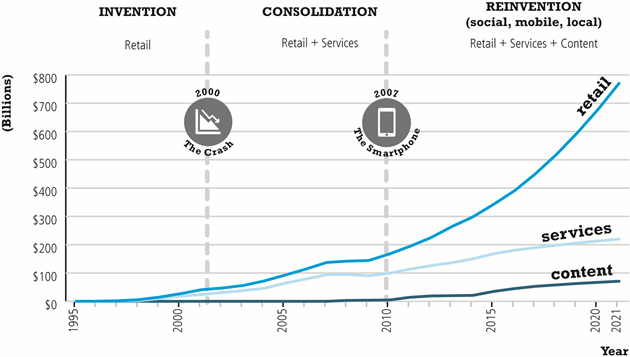 INVENTION
Retail
CONSOLIDATION
Retail + Services
REINVENTION
(social, mobile, local)
Retail + Services + Content
(Billions)
$800
$700
$600
$500
$400
$300
$200
$100
$0
2000
The Crash
2007
The Smartphone
retail
services
content
1995
2000
2005
2010
2015
2020
2021
Year